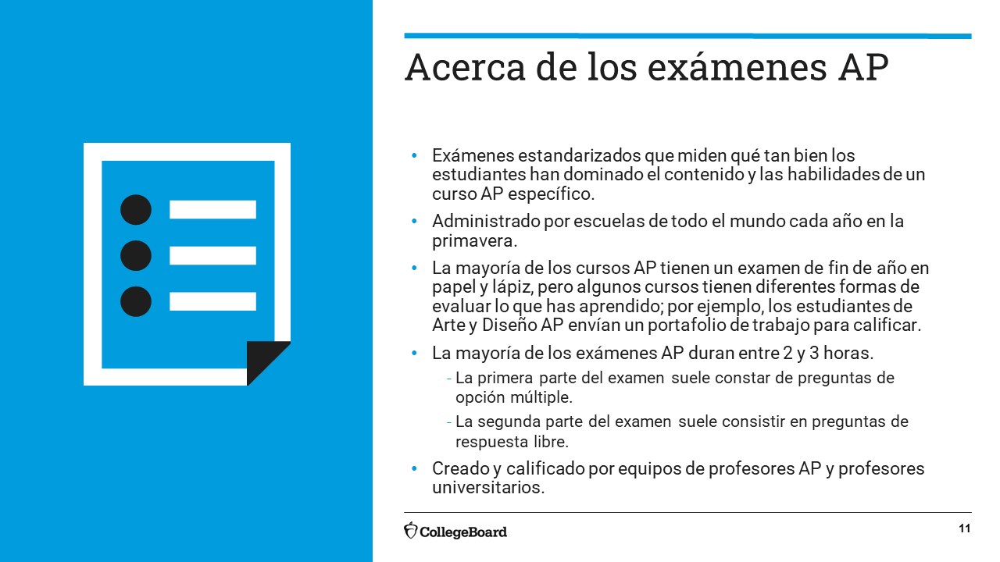 Acerca de los exámenes AP
• Exámenes estandarizados que miden qué tan bien los
estudiantes han dominado el contenido y las habilidades de un
curso AP específico.
• Administrado por escuelas de todo el mundo cada año en la
primavera.
• La mayoría de los cursos AP tienen un examen de fin de año en
papel y lápiz, pero algunos cursos tienen diferentes formas de
evaluar lo que has aprendido; por ejemplo, los estudiantes de
Arte y Diseño AP envían un portafolio de trabajo para calificar.
• La mayoría de los exámenes AP duran entre 2 y 3 horas.
- La primera parte del examen suele constar de preguntas de
opción múltiple.
- La segunda parte del examen suele consistir en preguntas de
respuesta libre.
• Creado y calificado por equipos de profesores AP y profesores
universitarios.
CollegeBoard
11